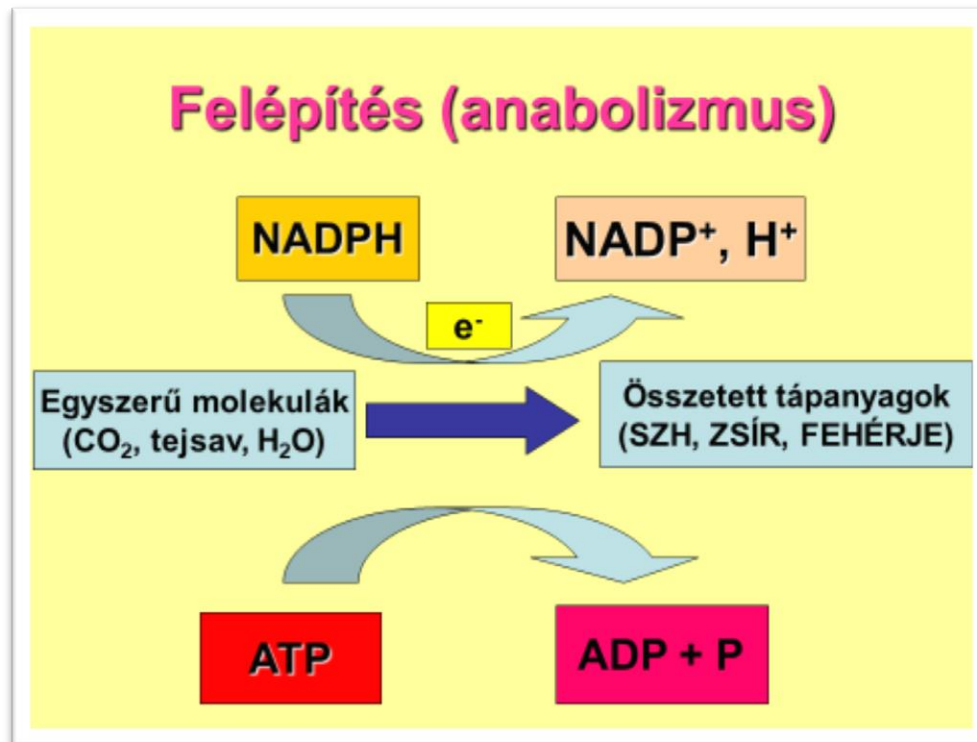 Felépítés (anabolizmus)
NADPH
NADP⁺, H⁺
e⁻
Egyszerű molekulák
(CO₂, tejsav, H₂O)
Összetett tápanyagok
(SZH, ZSÍR, FEHÉRJE)
ATP
ADP + P